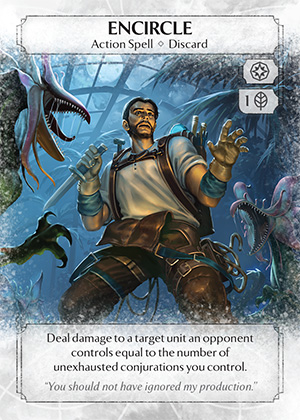 ENCIRCLE
Action Spell ⬦ Discard
1
Deal damage to a target unit an opponent
controls equal to the number of
unexhausted conjurations you control.
"You should not have ignored my production."